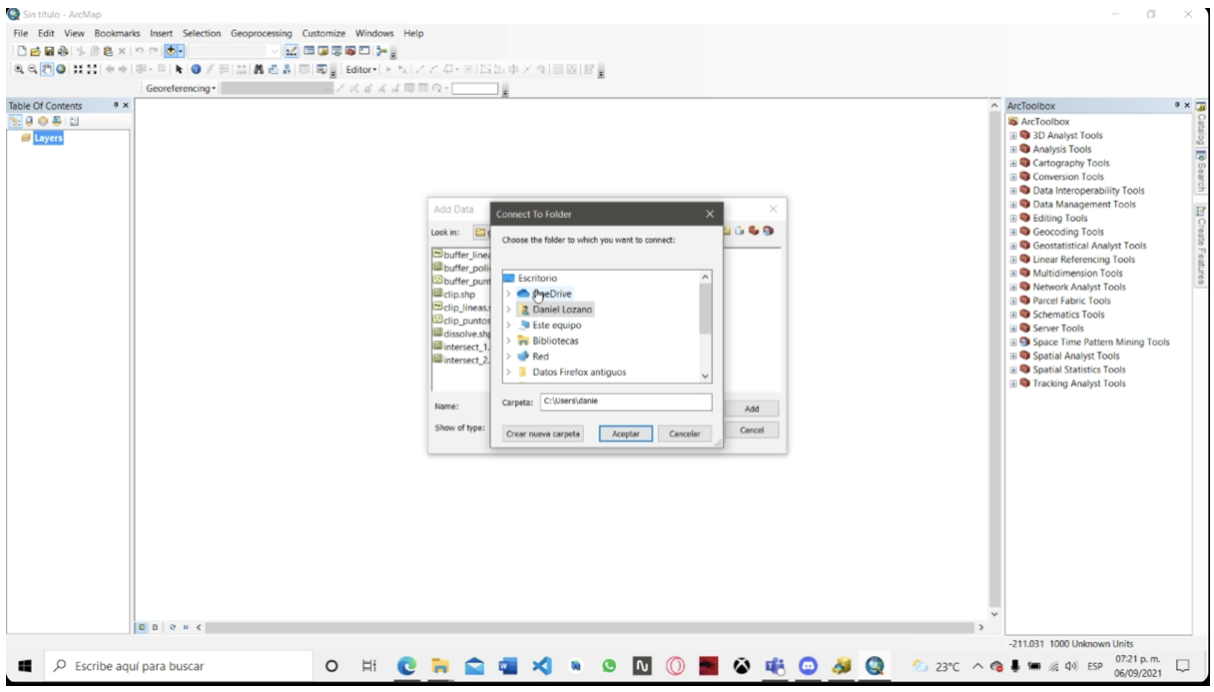 Sin título - ArcMap
File Edit View Bookmarks Insert Selection Geoprocessing Customize Windows Help
Editor
Georeferencing
Table Of Contents
Layers
ArcToolbox
ArcToolbox
3D Analyst Tools
Analysis Tools
Cartography Tools
Conversion Tools
Data Interoperability Tools
Data Management Tools
Editing Tools
Geocoding Tools
Geostatistical Analyst Tools
Linear Referencing Tools
Multidimension Tools
Network Analyst Tools
Parcel Fabric Tools
Schematics Tools
Server Tools
Space Time Pattern Mining Tools
Spatial Analyst Tools
Spatial Statistics Tools
Tracking Analyst Tools
Catalog
Search
Create Features
Add Data
Look in:
buffer_linea
buffer_poli
buffer_punt
clip.shp
clip_lineas.s
clip_puntos
dissolve.shp
intersect_1.
intersect_2.
Name:
Show of type:
Add
Cancel
Connect To Folder
Choose the folder to which you want to connect:
Escritorio
OneDrive
Daniel Lozano
Este equipo
Bibliotecas
Red
Datos Firefox antiguos
Carpeta: C:\Users\danie
Crear nueva carpeta Aceptar Cancelar
-211.031 1000 Unknown Units
Escribe aquí para buscar
23°C
ESP
07:21 p. m.
06/09/2021